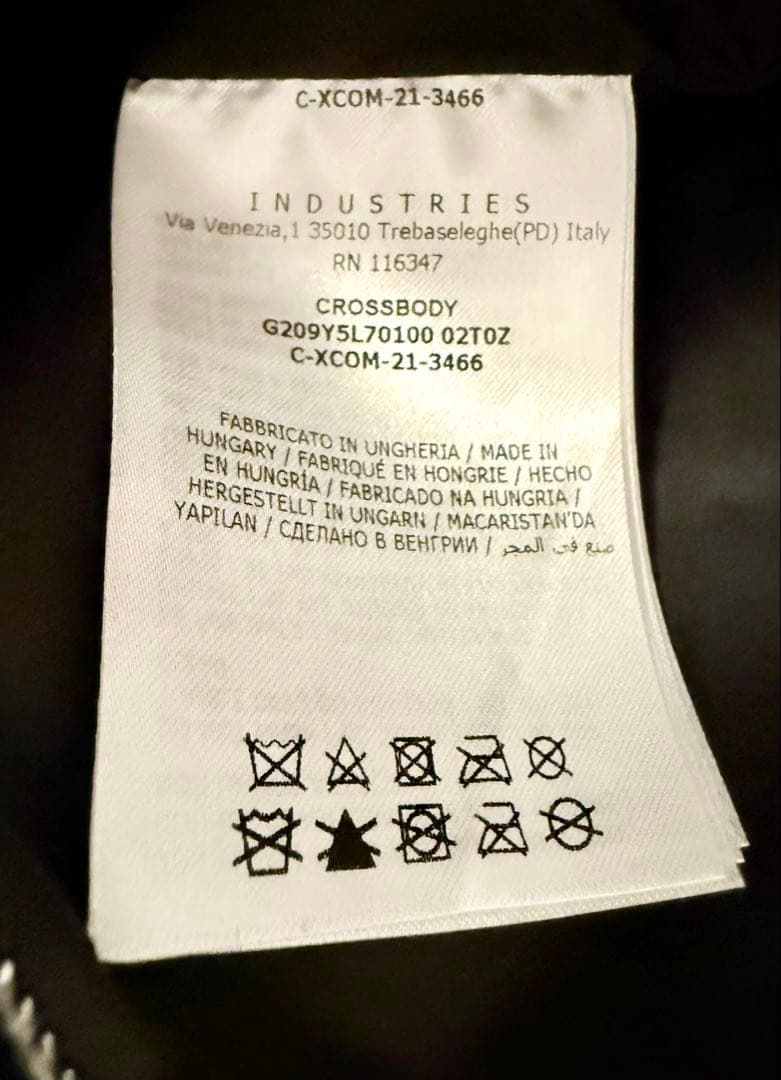 C-XCOM-21-3466
INDUSTRIES
Via Venezia,1 35010 Trebaseleghe(PD) Italy
RN 116347
CROSSBODY
G209Y5L70100 02T0Z
C-XCOM-21-3466
FABBRICATO IN UNGHERIA / MADE IN
HUNGARY / FABRIQUÉ EN HONGRIE / HECHO
EN HUNGRÍA / FABRICADO NA HUNGRIA /
HERGESTELLT IN UNGARN / MACARISTAN'DA
YAPILAN / СДЕЛАНО В ВЕНГРИИ / صنع في المجر